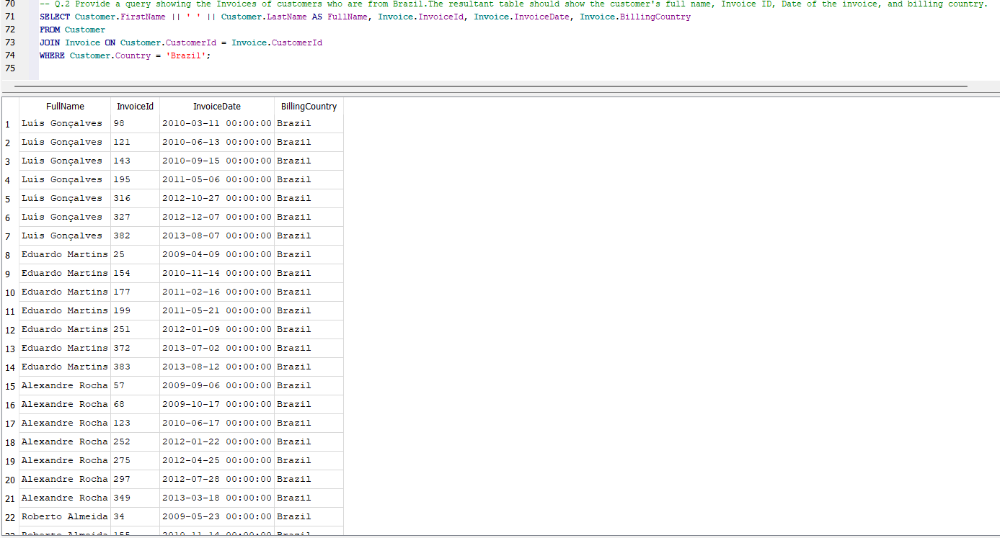 70 -- Q.2 Provide a query showing the Invoices of customers who are from Brazil.The resultant table should show the customer's full name, Invoice ID, Date of the invoice, and billing country.
71 SELECT Customer.FirstName || ' ' || Customer.LastName AS FullName, Invoice.InvoiceId, Invoice.InvoiceDate, Invoice.BillingCountry
72 FROM Customer
73 JOIN Invoice ON Customer.CustomerId = Invoice.CustomerId
74 WHERE Customer.Country = 'Brazil';
75
FullName InvoiceId InvoiceDate BillingCountry
1 Luís Gonçalves 98 2010-03-11 00:00:00 Brazil
2 Luís Gonçalves 121 2010-06-13 00:00:00 Brazil
3 Luís Gonçalves 143 2010-09-15 00:00:00 Brazil
4 Luís Gonçalves 195 2011-05-06 00:00:00 Brazil
5 Luís Gonçalves 316 2012-10-27 00:00:00 Brazil
6 Luís Gonçalves 327 2012-12-07 00:00:00 Brazil
7 Luís Gonçalves 382 2013-08-07 00:00:00 Brazil
8 Eduardo Martins 25 2009-04-09 00:00:00 Brazil
9 Eduardo Martins 154 2010-11-14 00:00:00 Brazil
10 Eduardo Martins 177 2011-02-16 00:00:00 Brazil
11 Eduardo Martins 199 2011-05-21 00:00:00 Brazil
12 Eduardo Martins 251 2012-01-09 00:00:00 Brazil
13 Eduardo Martins 372 2013-07-02 00:00:00 Brazil
14 Eduardo Martins 383 2013-08-12 00:00:00 Brazil
15 Alexandre Rocha 57 2009-09-06 00:00:00 Brazil
16 Alexandre Rocha 68 2009-10-17 00:00:00 Brazil
17 Alexandre Rocha 123 2010-06-17 00:00:00 Brazil
18 Alexandre Rocha 252 2012-01-22 00:00:00 Brazil
19 Alexandre Rocha 275 2012-04-25 00:00:00 Brazil
20 Alexandre Rocha 297 2012-07-28 00:00:00 Brazil
21 Alexandre Rocha 349 2013-03-18 00:00:00 Brazil
22 Roberto Almeida 34 2009-05-23 00:00:00 Brazil
23 Roberto Almeida 155 2010-11-14 00:00:00 Brazil